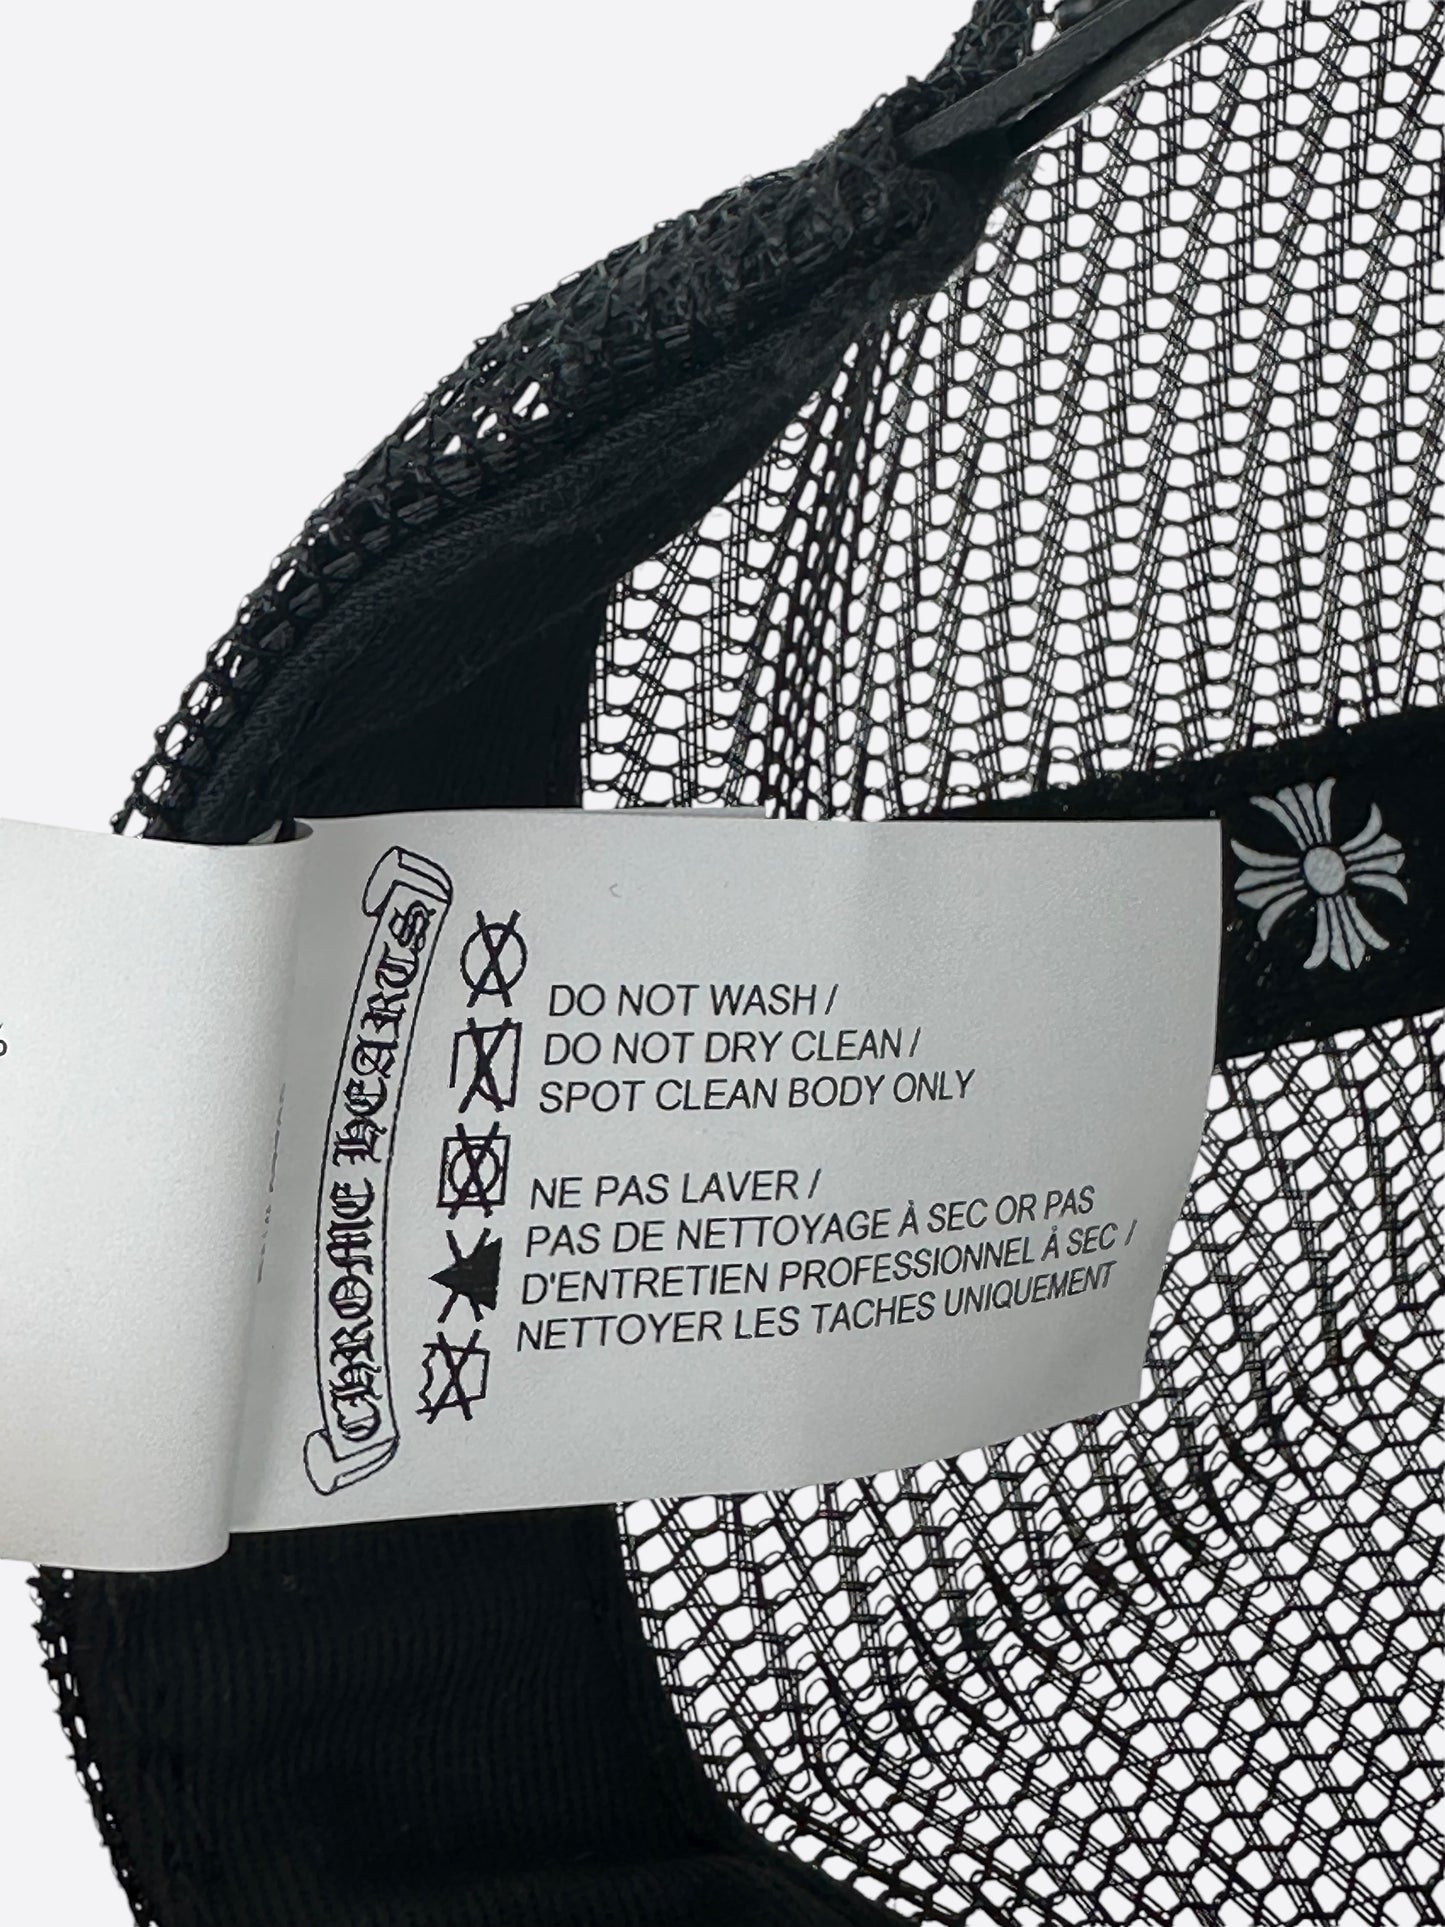 CHROME HEARTS
DO NOT WASH /
DO NOT DRY CLEAN /
SPOT CLEAN BODY ONLY
NE PAS LAVER /
PAS DE NETTOYAGE À SEC OR PAS
D'ENTRETIEN PROFESSIONNEL À SEC /
NETTOYER LES TACHES UNIQUEMENT